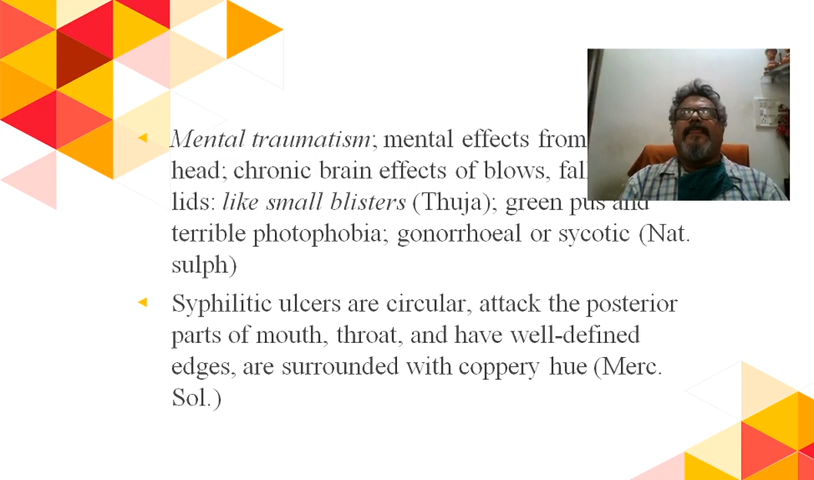 Mental traumatism; mental effects from
head; chronic brain effects of blows,
lids: like small blisters (Thuja); green pus and
terrible photophobia; gonorrhoeal or sycotic (Nat.
sulph)
Syphilitic ulcers are circular, attack the posterior
parts of mouth, throat, and have well-defined
edges, are surrounded with coppery hue (Merc.
Sol.)